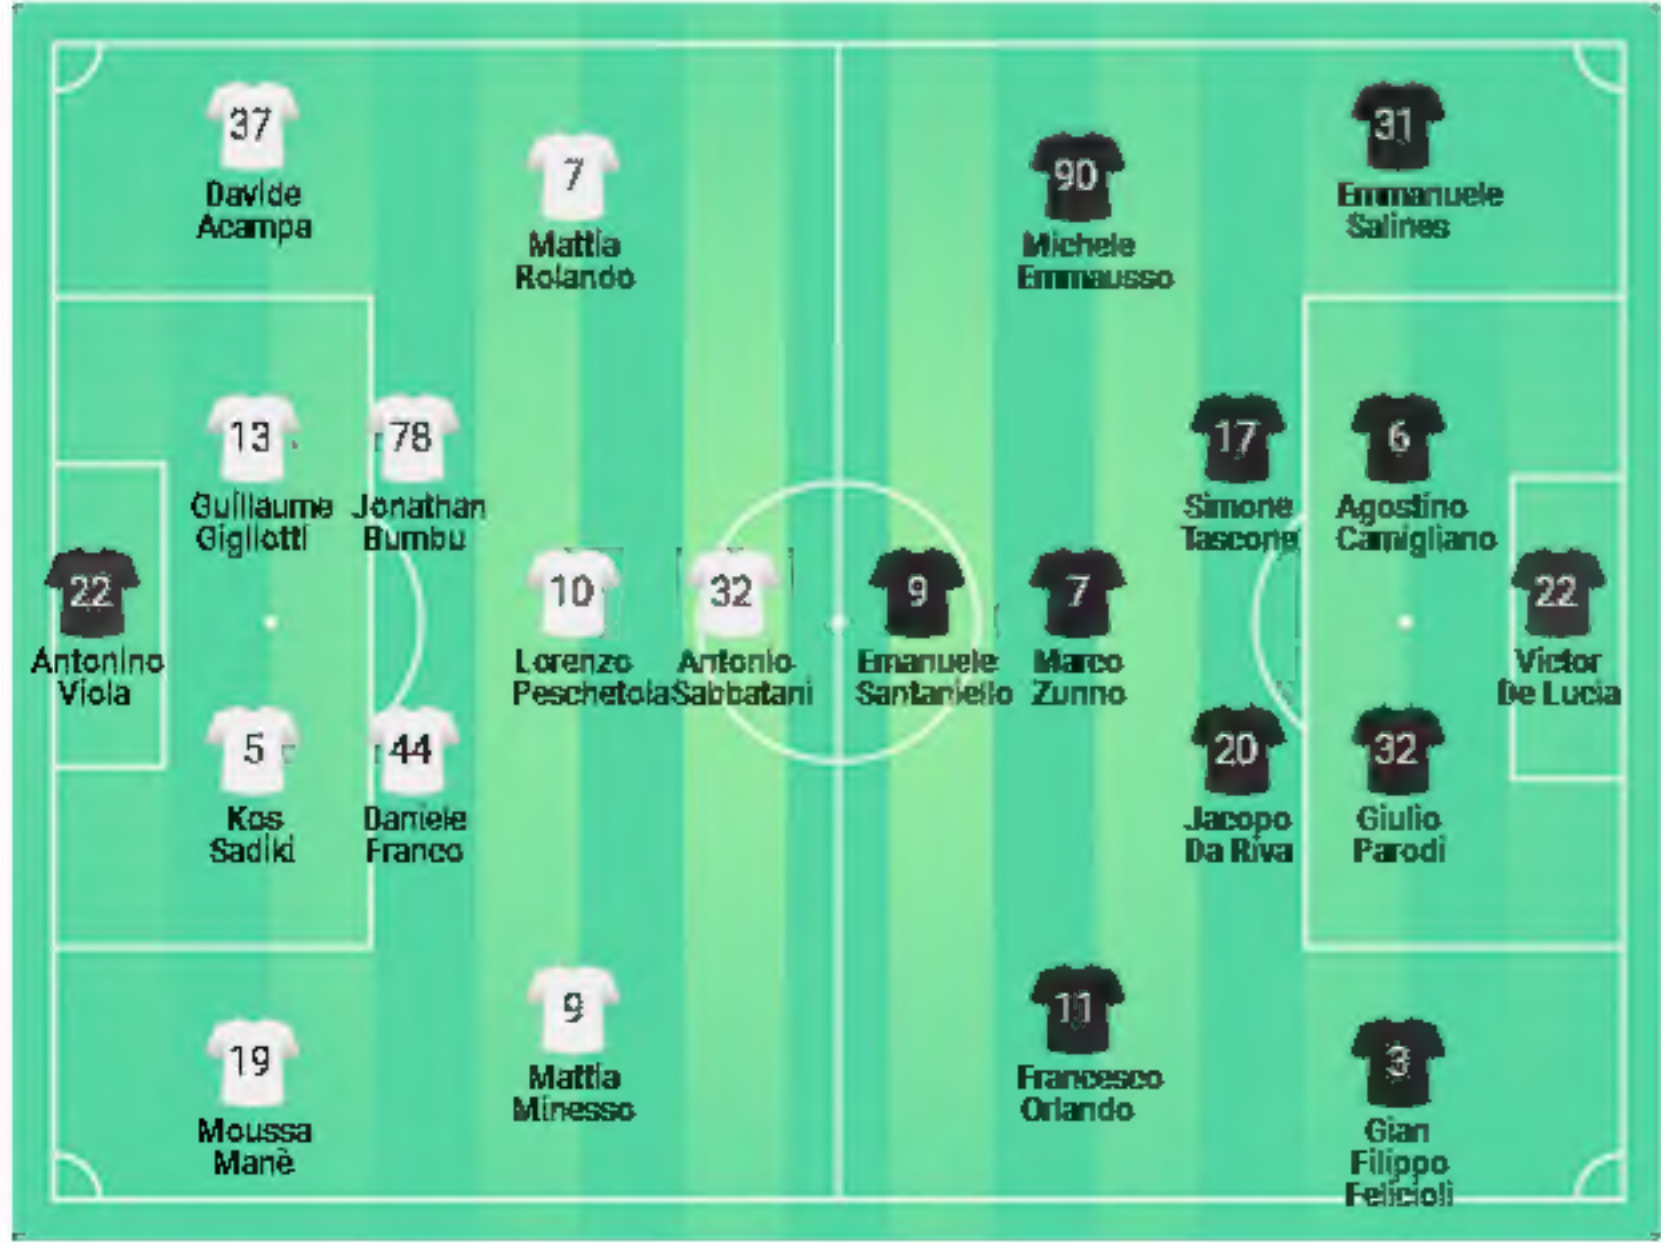 37
Davide
Acampa
7
Mattia
Rolando
13
Guillaume
Gigliotti
78
Jonathan
Bumbu
22
Antonino
Viola
10
Lorenzo
Peschetola
32
Antonio
Sabbatani
5
Kos
Sadiki
44
Daniele
Franco
9
Mattia
Minesso
19
Moussa
Manè
31
Emmanuele
Salines
90
Michele
Emmausso
17
Simone
Tascone
6
Agostino
Camigliano
9
Emanuele
Santaniello
7
Marco
Zunno
22
Victor
De Lucia
20
Jacopo
Da Riva
32
Giulio
Parodi
11
Francesco
Orlando
3
Gian
Filippo
Felicioli